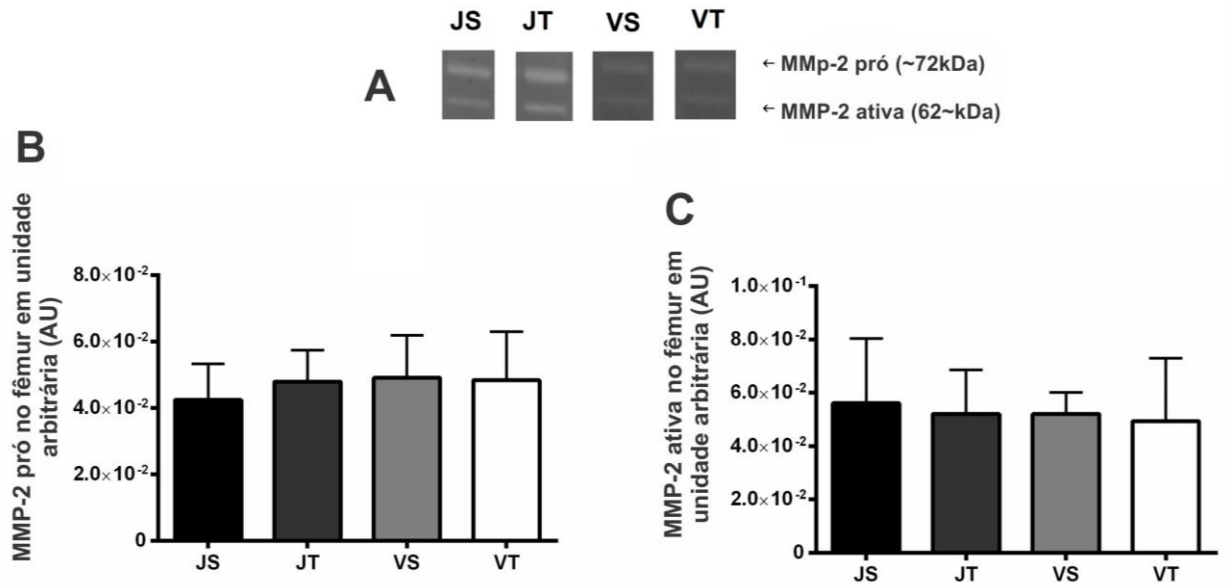 JS JT VS VT
← MMp-2 pró (~72kDa)
A
← MMP-2 ativa (62~kDa)
B
MMP-2 pró no fêmur em unidade
arbitrária (AU)
8.0×10-2
6.0×10-2
4.0×10-2
2.0×10-2
0
JS JT VS VT
C
MMP-2 ativa no fêmur em
unidade arbitrária (AU)
1.0×10-1
8.0×10-2
6.0×10-2
4.0×10-2
2.0×10-2
0
JS JT VS VT